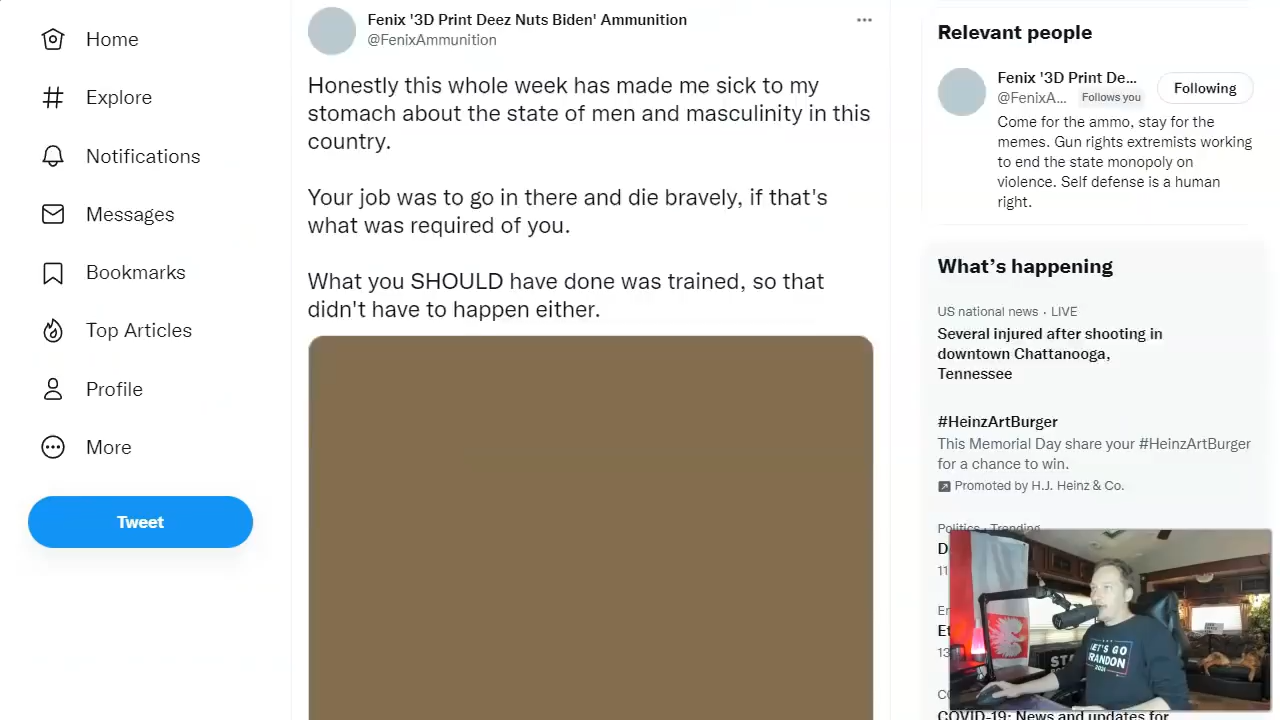 Home
Explore
Notifications
Messages
Bookmarks
Top Articles
Profile
More
Tweet
Fenix '3D Print Deez Nuts Biden' Ammunition
@FenixAmmunition
Honestly this whole week has made me sick to my
stomach about the state of men and masculinity in this
country.
Your job was to go in there and die bravely, if that's
what was required of you.
What you SHOULD have done was trained, so that
didn't have to happen either.
Relevant people
Fenix '3D Print De...
@FenixA... Follows you
Following
Come for the ammo, stay for the
memes. Gun rights extremists working
to end the state monopoly on
violence. Self defense is a human
right.
What's happening
US national news · LIVE
Several injured after shooting in
downtown Chattanooga,
Tennessee
#HeinzArtBurger
This Memorial Day share your #HeinzArtBurger
for a chance to win.
Promoted by H.J. Heinz & Co.
Politics · Trending
D
11
En
Et
13
CO
COVID-19: News and updates for
LET'S GO
BRANDON